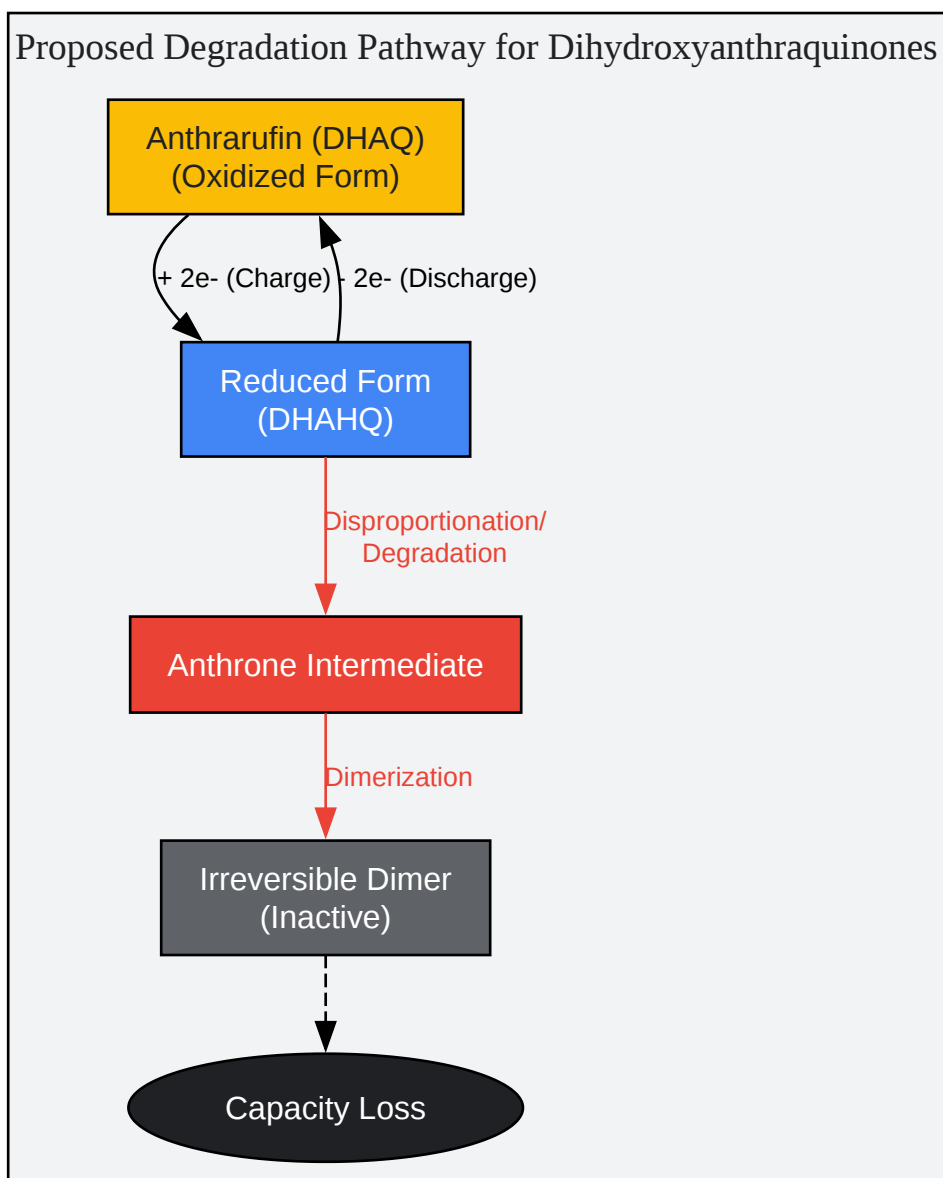 Proposed Degradation Pathway for Dihydroxyanthraquinones
Anthrarufin (DHAQ)
(Oxidized Form)
+ 2e- (Charge)
- 2e- (Discharge)
Reduced Form
(DHAHQ)
Disproportionation/
Degradation
Anthrone Intermediate
Dimerization
Irreversible Dimer
(Inactive)
Capacity Loss